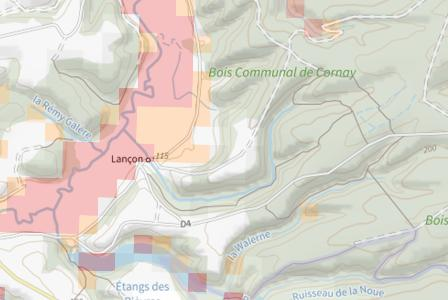 Bois Communal de Cornay
la Rémy Galère
Lançon
115
200
D4
la Walerne
Bois
Étangs des
Ruisseau de la Noue